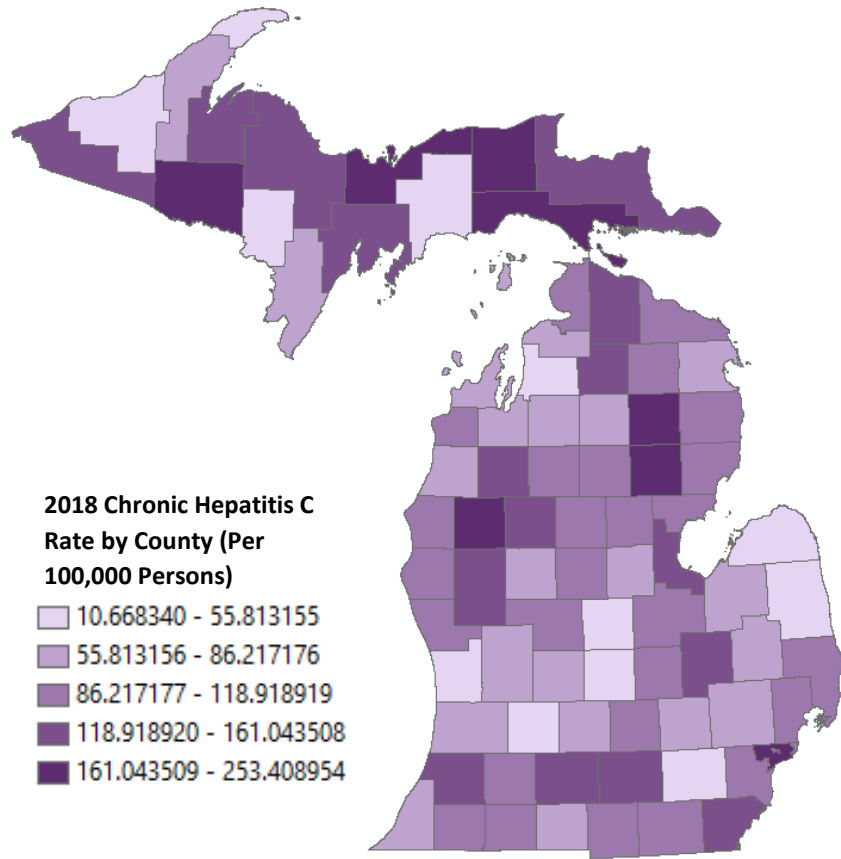 2018 Chronic Hepatitis C
Rate by County (Per
100,000 Persons)
10.668340 - 55.813155
55.813156 - 86.217176
86.217177 - 118.918919
118.918920 - 161.043508
161.043509 - 253.408954